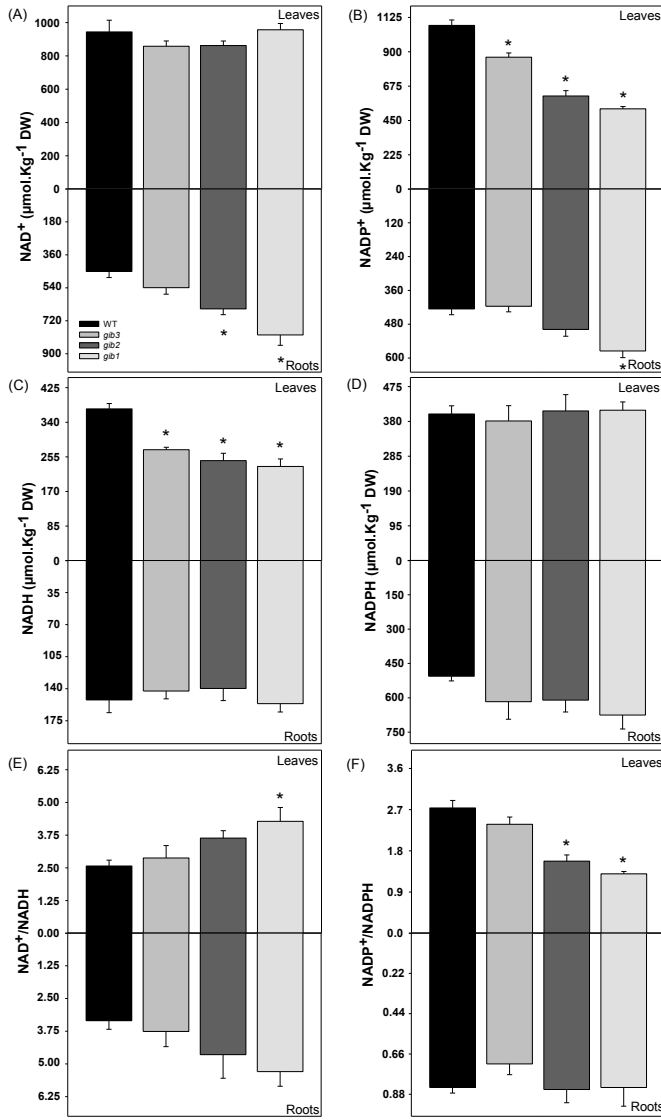 (A)
Leaves
1000
800
600
400
200
0
180
360
540
720
900
NAD⁺ (µmol.Kg⁻¹ DW)
WT
gib3
gib2
gib1
*
*
Roots
(B)
Leaves
1125
900
675
450
225
0
120
240
360
480
600
NADP⁺ (µmol.Kg⁻¹ DW)
*
*
*
*
Roots
(C)
Leaves
425
340
255
170
85
0
35
70
105
140
175
NADH (µmol.Kg⁻¹ DW)
*
*
*
Roots
(D)
Leaves
475
380
285
190
95
0
150
300
450
600
750
NADPH (µmol.Kg⁻¹ DW)
Roots
(E)
Leaves
6.25
5.00
3.75
2.50
1.25
0.00
1.25
2.50
3.75
5.00
6.25
NAD⁺/NADH
*
Roots
(F)
Leaves
3.6
2.7
1.8
0.9
0.0
0.22
0.44
0.66
0.88
NADP⁺/NADPH
*
*
Roots